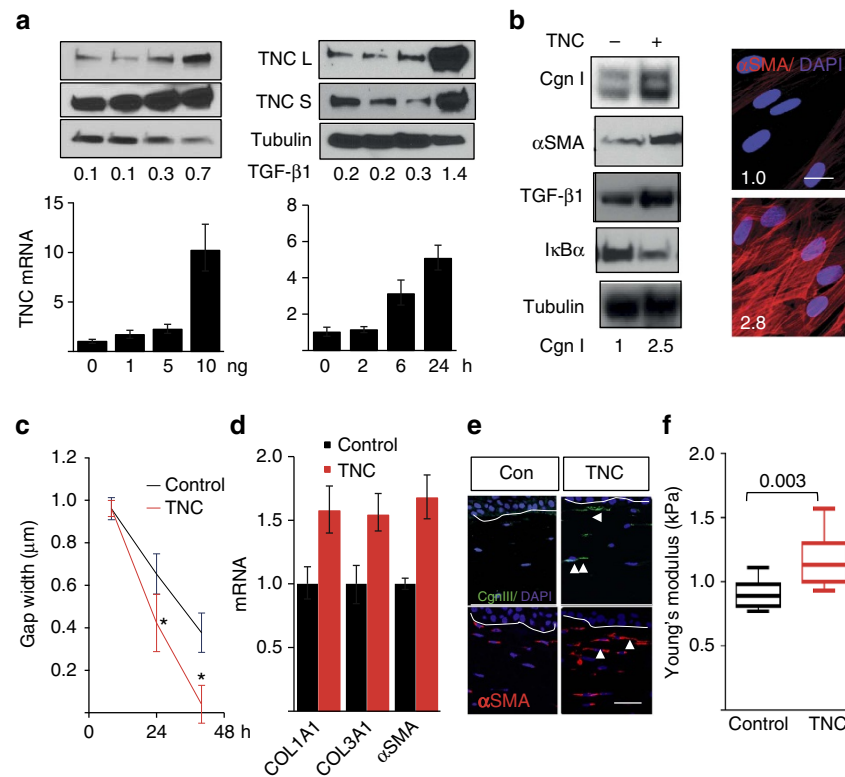 a
TNC L
TNC S
Tubulin
0.1 0.1 0.3 0.7 TGF-β1 0.2 0.2 0.3 1.4
TNC mRNA
15
10
5
0 1 5 10 ng
6
4
2
0 2 6 24 h
b
TNC – +
Cgn I
αSMA
TGF-β1
IκBα
Tubulin
Cgn I 1 2.5
αSMA/ DAPI
1.0
2.8
c
Gap width (μm)
1.2
1.0
0.8
0.6
0.4
0.2
Control
TNC
*
*
0 24 48 h
d
Control
TNC
mRNA
2.0
1.5
1.0
0.5
COL1A1
COL3A1
αSMA
e
Con TNC
CgnIII/ DAPI
αSMA
f
Young's modulus (kPa)
2.0
1.5
1.0
0.5
0.003
Control TNC